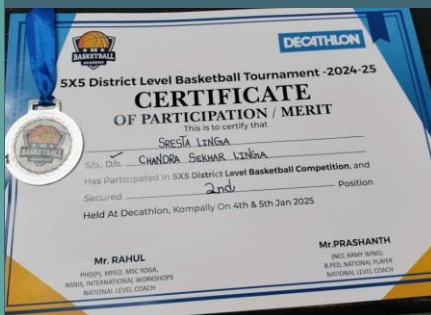 BASKETBALL
ACADEMY
DECATHLON
5X5 District Level Basketball Tournament -2024-25
CERTIFICATE
OF PARTICIPATION / MERIT
This is to certify that
SRESTA LINGA
S/o., D/o. CHANDRA SEKHAR LINGA
Has Participated in 5X5 District Level Basketball Competition, and
Secured 2nd Position
Held At Decathlon, Kompally On 4th & 5th Jan 2025
BASKETBALL
Mr. RAHUL
PHD(P), MPED, MSC YOGA,
NSNIS, INTERNATIONAL WORKSHOPS
NATIONAL LEVEL COACH
Mr.PRASHANTH
(NCC ARMY WING)
B.PED, NATIONAL PLAYER
NATIONAL LEVEL COACH